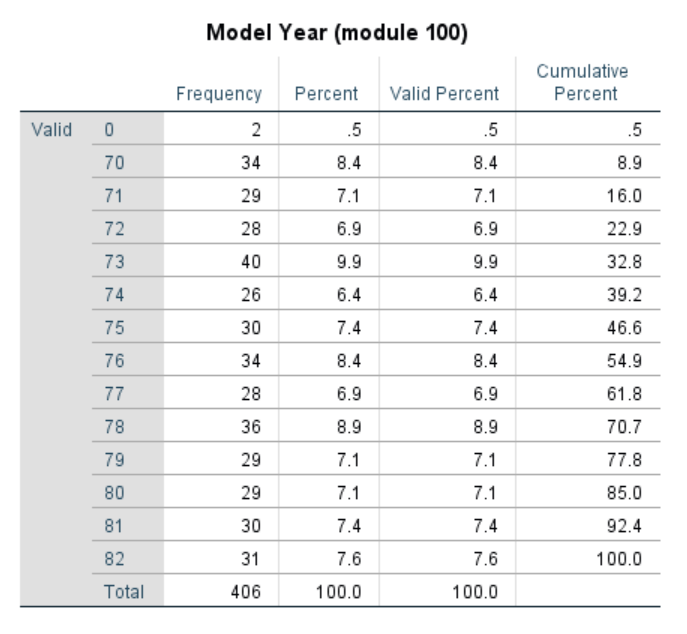 Model Year (module 100)
Frequency Percent Valid Percent Cumulative Percent
Valid 0 2 .5 .5 .5
70 34 8.4 8.4 8.9
71 29 7.1 7.1 16.0
72 28 6.9 6.9 22.9
73 40 9.9 9.9 32.8
74 26 6.4 6.4 39.2
75 30 7.4 7.4 46.6
76 34 8.4 8.4 54.9
77 28 6.9 6.9 61.8
78 36 8.9 8.9 70.7
79 29 7.1 7.1 77.8
80 29 7.1 7.1 85.0
81 30 7.4 7.4 92.4
82 31 7.6 7.6 100.0
Total 406 100.0 100.0